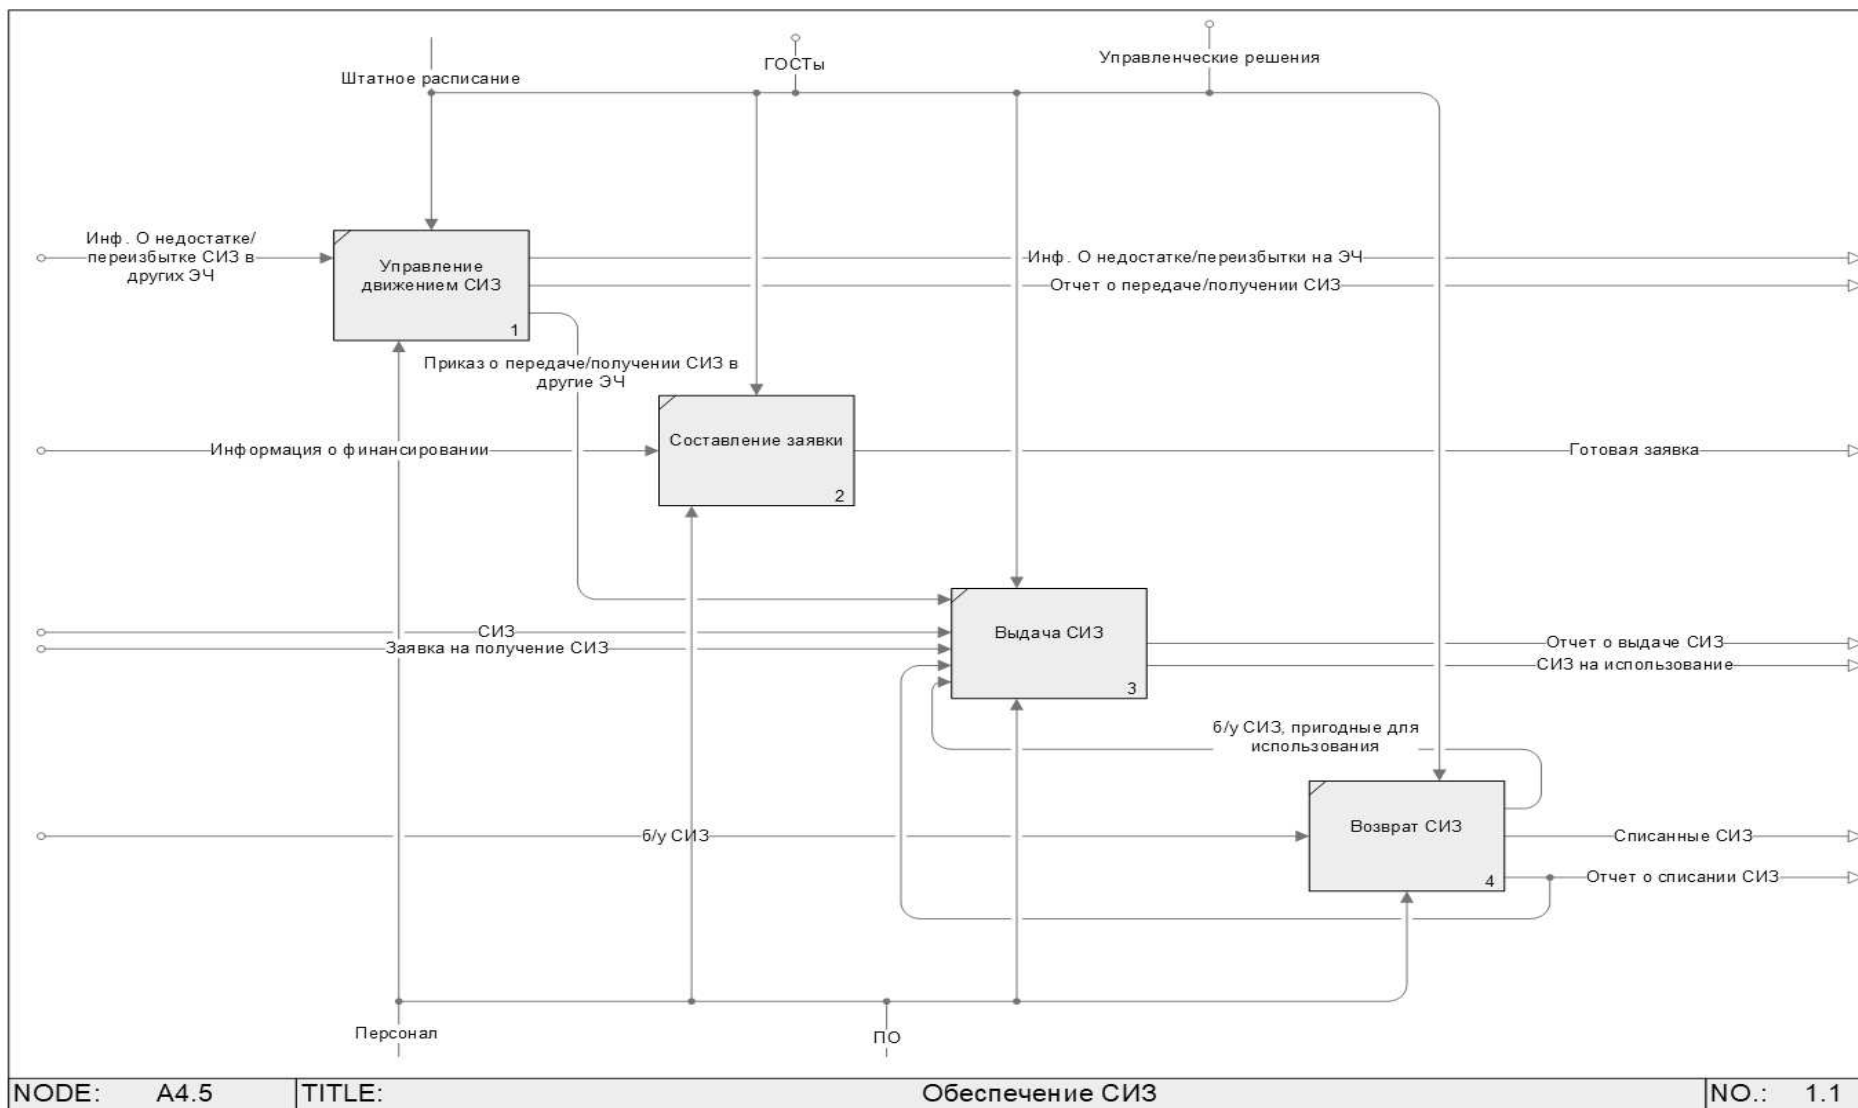 Штатное расписание
ГОСТы
Управленческие решения
Инф. О недостатке/
переизбытке СИЗ в
других ЭЧ
Управление
движением СИЗ
1
Инф. О недостатке/переизбытки на ЭЧ
Отчет о передаче/получении СИЗ
Приказ о передаче/получении СИЗ в
другие ЭЧ
Информация о финансировании
Составление заявки
2
Готовая заявка
СИЗ
Заявка на получение СИЗ
Выдача СИЗ
3
Отчет о выдаче СИЗ
СИЗ на использование
б/у СИЗ, пригодные для
использования
б/у СИЗ
Возврат СИЗ
4
Списанные СИЗ
Отчет о списании СИЗ
Персонал
ПО
NODE: A4.5 TITLE: Обеспечение СИЗ NO.: 1.1